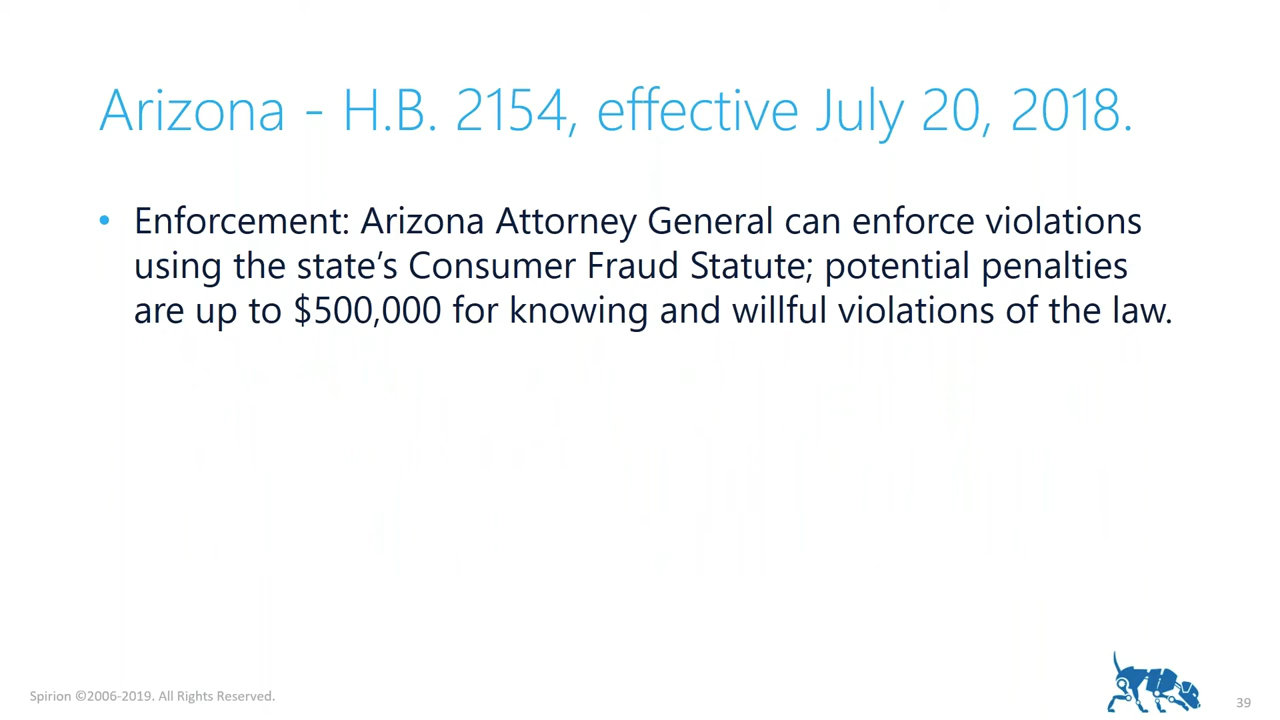 Arizona - H.B. 2154, effective July 20, 2018.
• Enforcement: Arizona Attorney General can enforce violations
using the state’s Consumer Fraud Statute; potential penalties
are up to $500,000 for knowing and willful violations of the law.
Spirion ©2006-2019. All Rights Reserved.
39